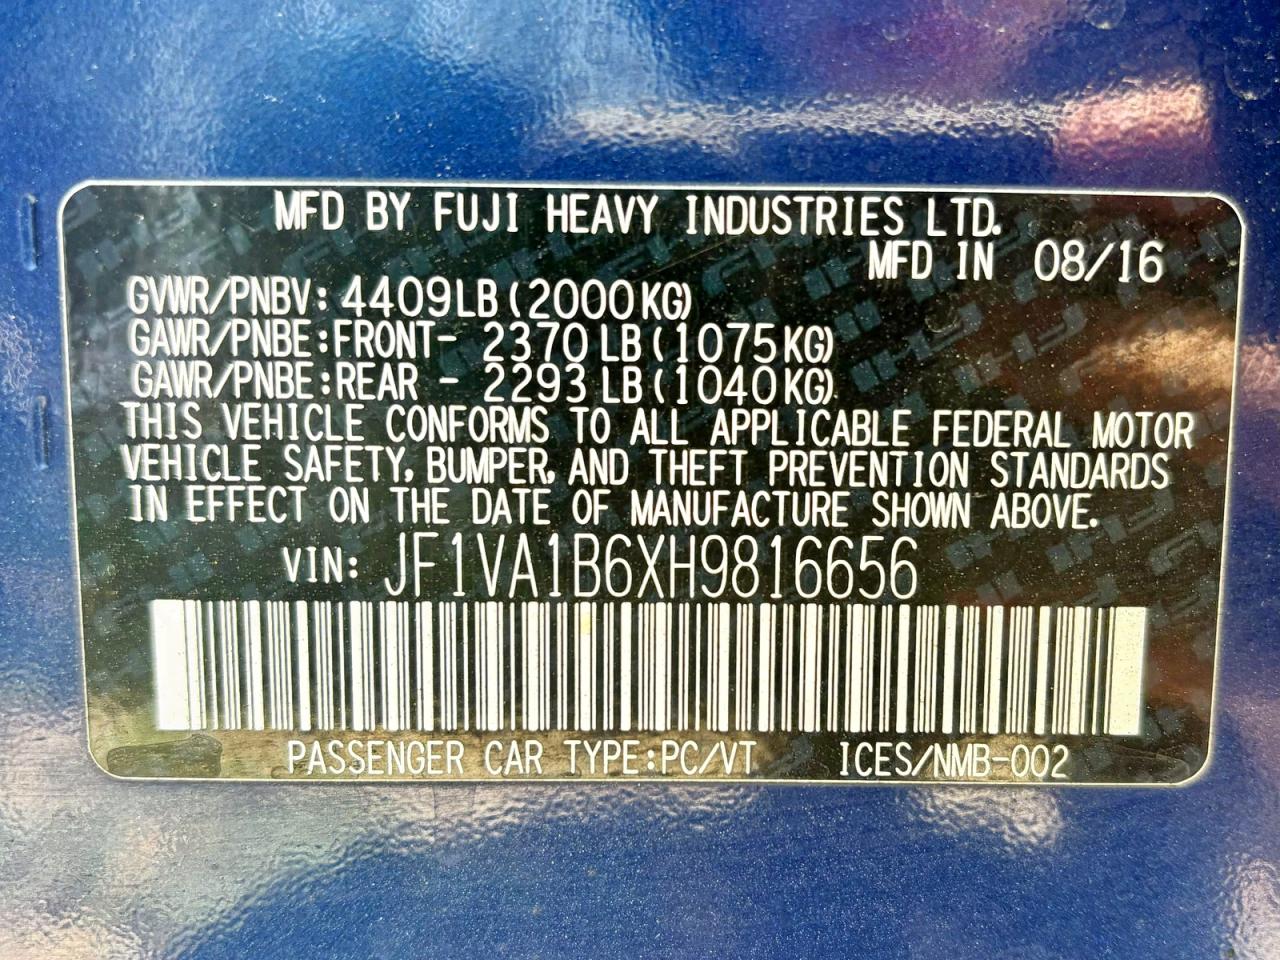 MFD BY FUJI HEAVY INDUSTRIES LTD.
MFD IN 08/16
GVWR/PNBV: 4409LB (2000KG)
GAWR/PNBE:FRONT- 2370 LB (1075KG)
GAWR/PNBE:REAR - 2293 LB (1040KG)
THIS VEHICLE CONFORMS TO ALL APPLICABLE FEDERAL MOTOR
VEHICLE SAFETY, BUMPER, AND THEFT PREVENTION STANDARDS
IN EFFECT ON THE DATE OF MANUFACTURE SHOWN ABOVE.
VIN: JF1VA1B6XH9816656
PASSENGER CAR TYPE:PC/VT ICES/NMB-002